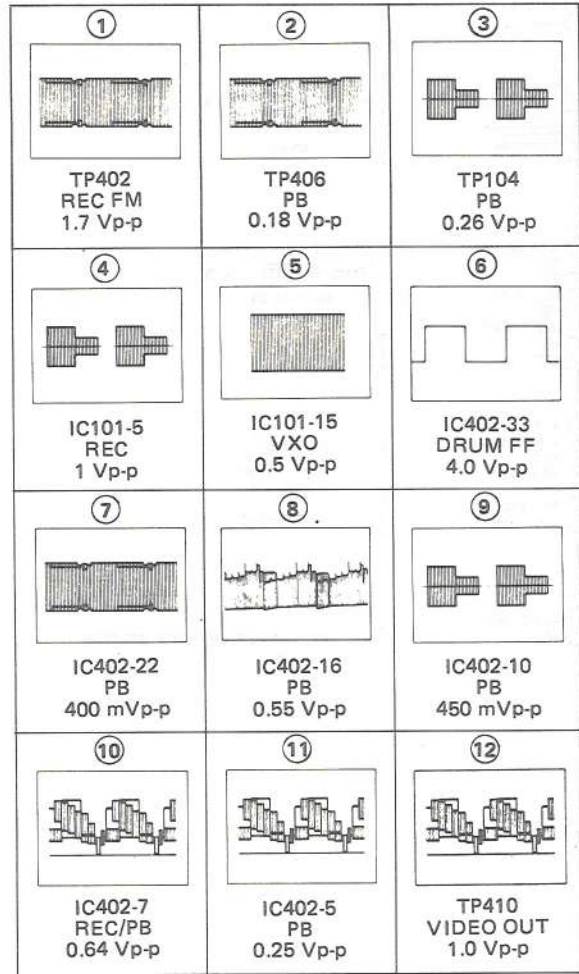 ①
TP402
REC FM
1.7 Vp-p
②
TP406
PB
0.18 Vp-p
③
TP104
PB
0.26 Vp-p
④
IC101-5
REC
1 Vp-p
⑤
IC101-15
VXO
0.5 Vp-p
⑥
IC402-33
DRUM FF
4.0 Vp-p
⑦
IC402-22
PB
400 mVp-p
⑧
IC402-16
PB
0.55 Vp-p
⑨
IC402-10
PB
450 mVp-p
⑩
IC402-7
REC/PB
0.64 Vp-p
⑪
IC402-5
PB
0.25 Vp-p
⑫
TP410
VIDEO OUT
1.0 Vp-p